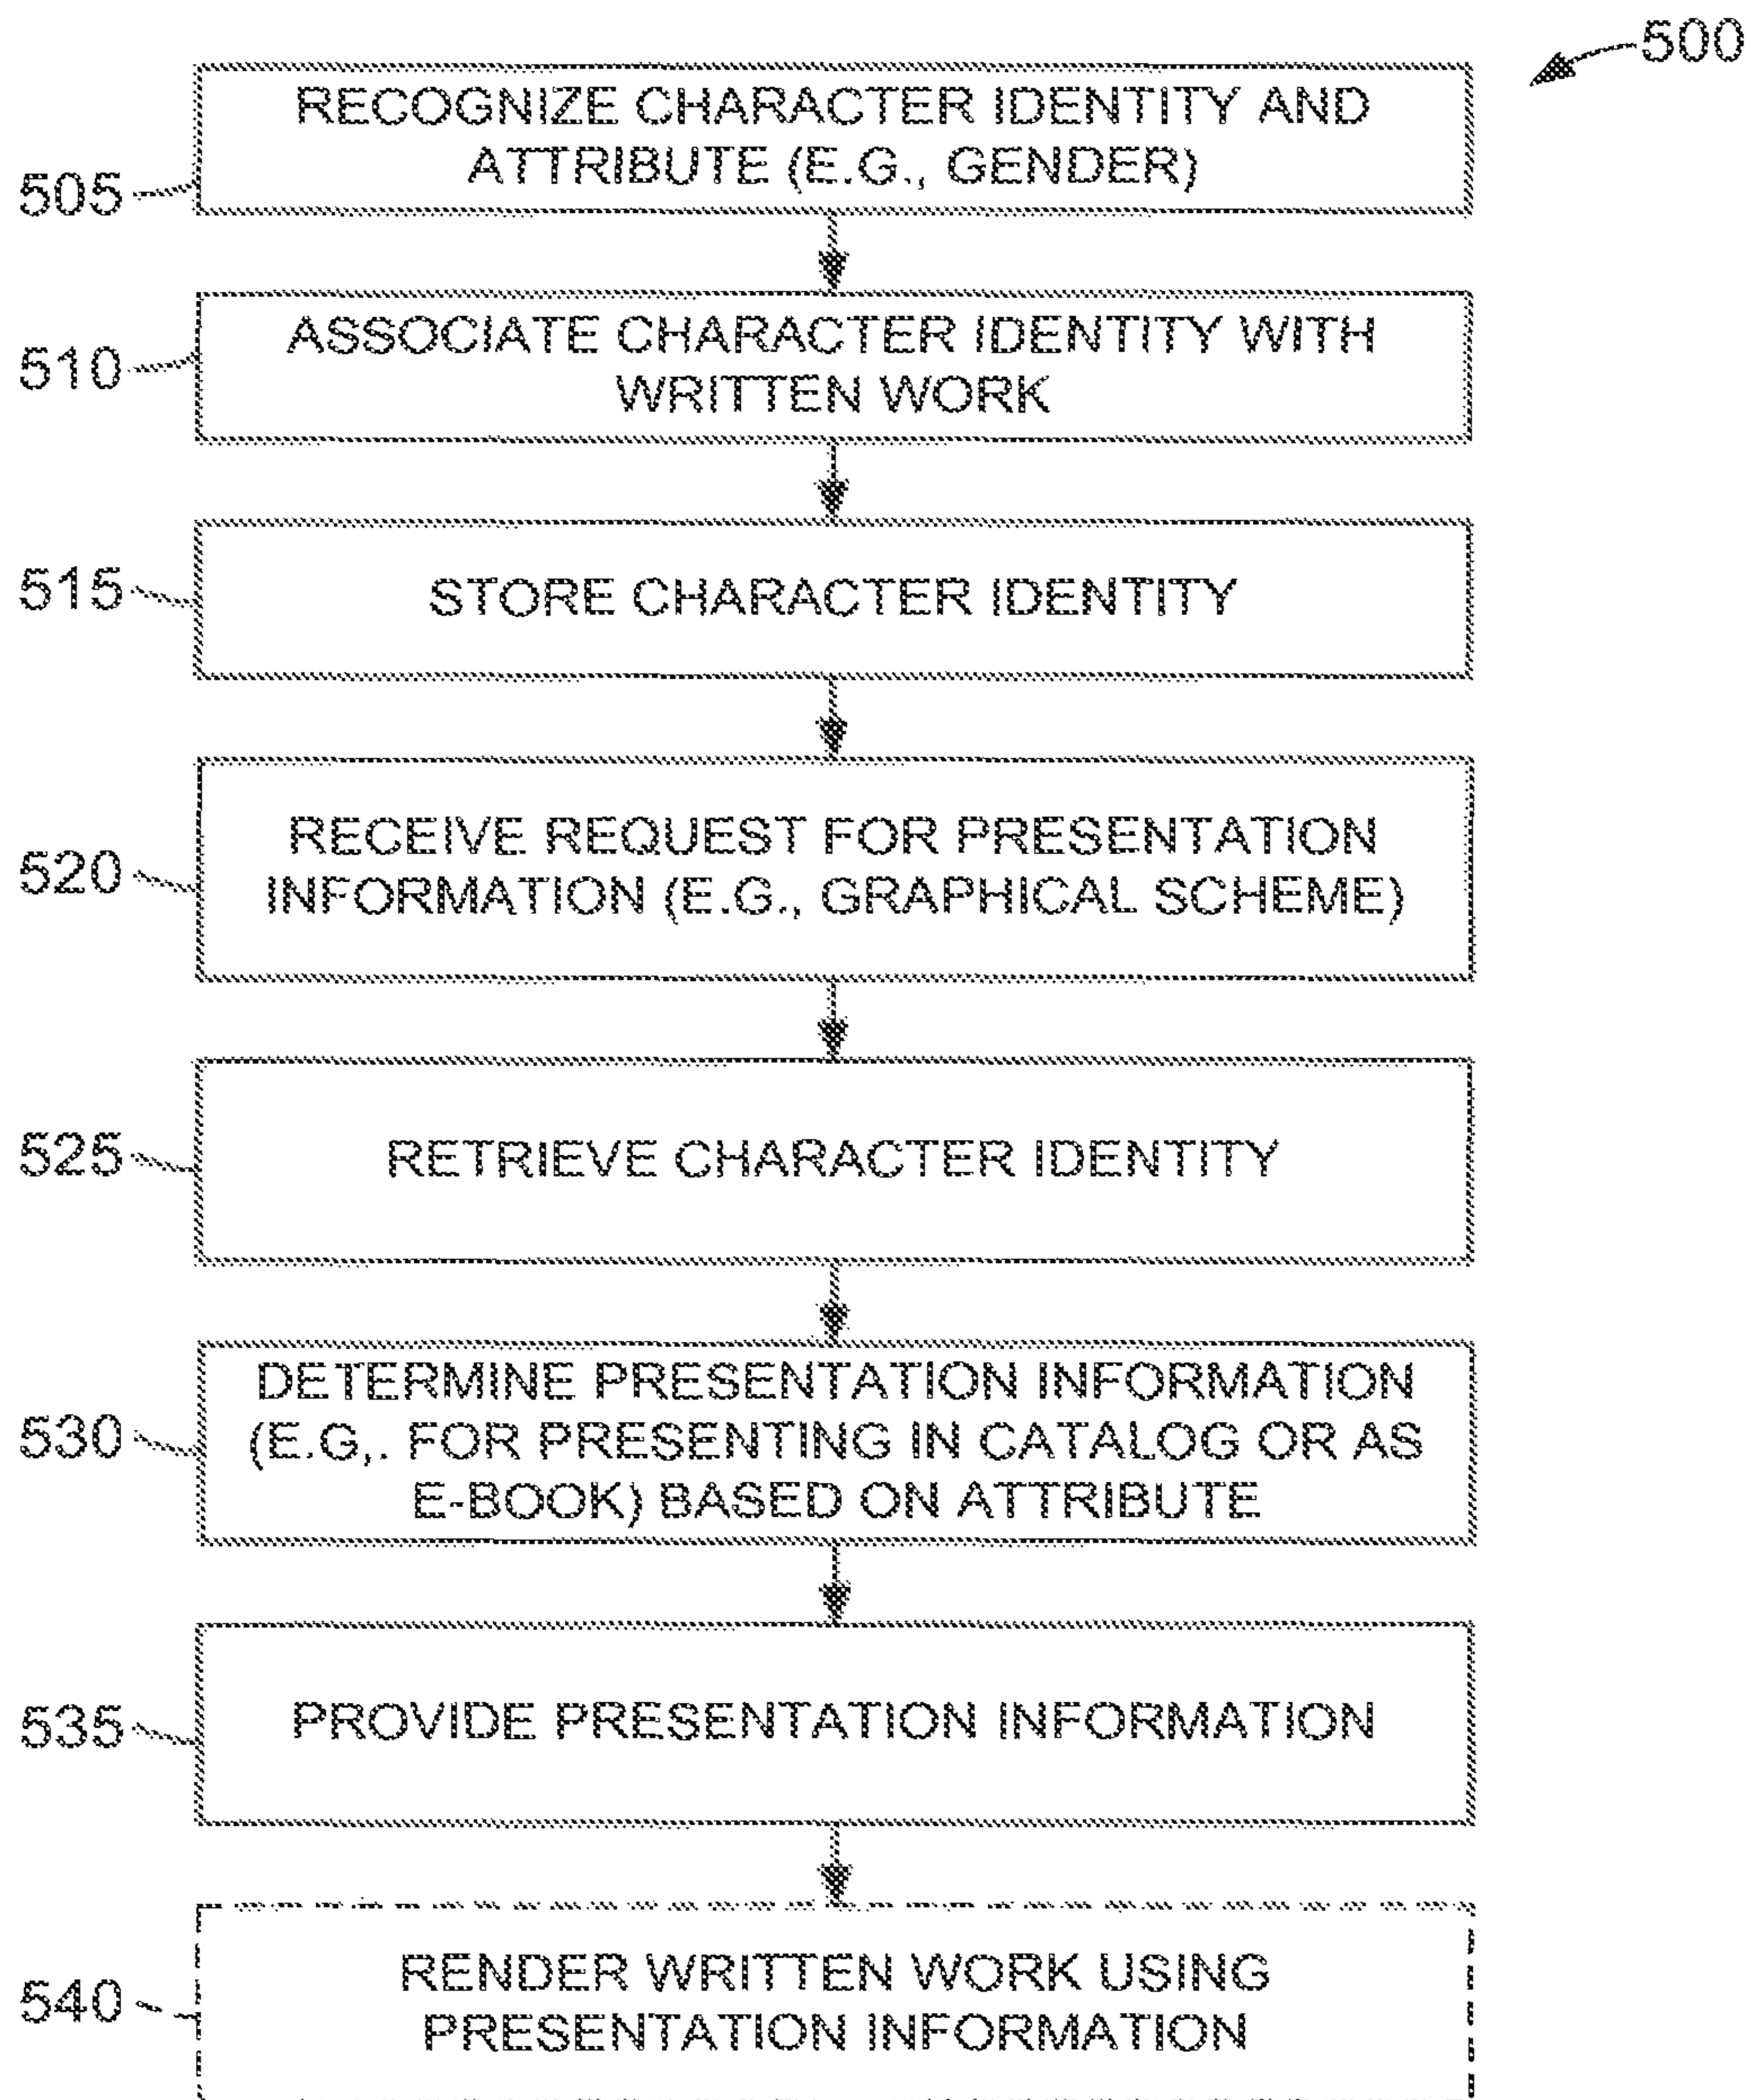 500
RECOGNIZE CHARACTER IDENTITY AND
ATTRIBUTE (E.G., GENDER)
505
ASSOCIATE CHARACTER IDENTITY WITH
WRITTEN WORK
510
STORE CHARACTER IDENTITY
515
RECEIVE REQUEST FOR PRESENTATION
INFORMATION (E.G., GRAPHICAL SCHEME)
520
RETRIEVE CHARACTER IDENTITY
525
DETERMINE PRESENTATION INFORMATION
(E.G,. FOR PRESENTING IN CATALOG OR AS
E-BOOK) BASED ON ATTRIBUTE
530
PROVIDE PRESENTATION INFORMATION
535
RENDER WRITTEN WORK USING
PRESENTATION INFORMATION
540